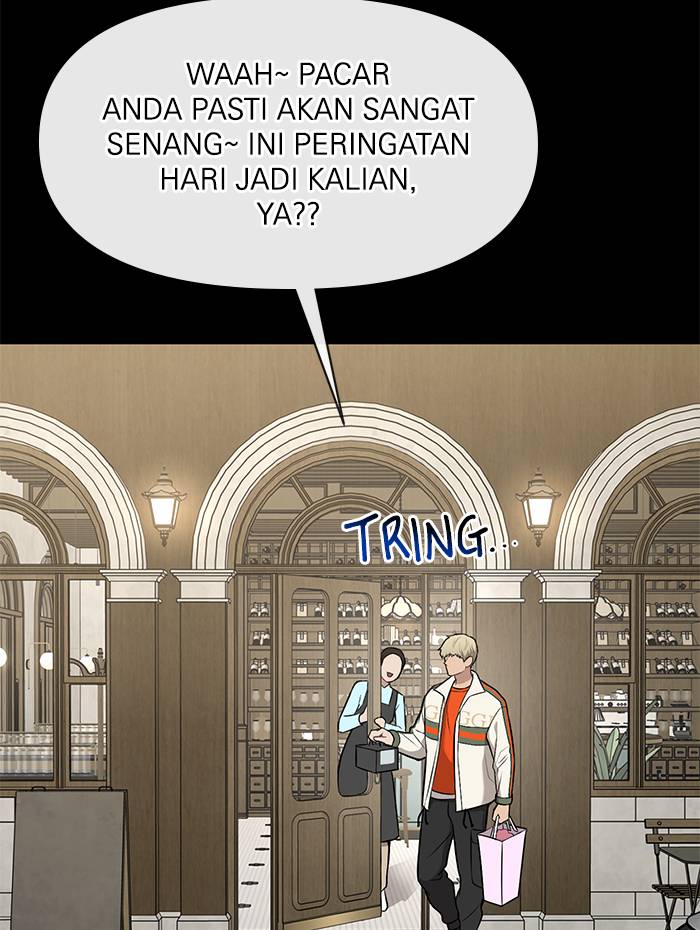 WAAH~ PACAR
ANDA PASTI AKAN SANGAT
SENANG~ INI PERINGATAN
HARI JADI KALIAN,
YA??
TRING...